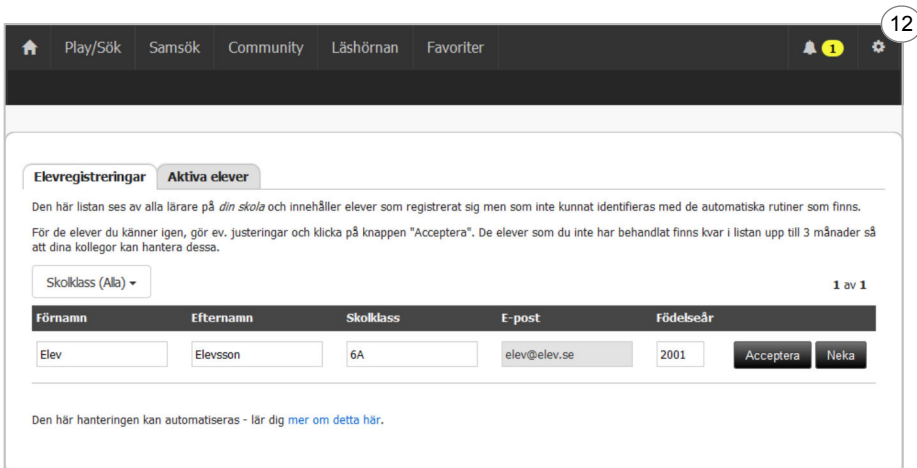 12
Play/Sök Samsök Community Läshörnan Favoriter 1
Elevregistreringar Aktiva elever
Den här listan ses av alla lärare på din skola och innehåller elever som registrerat sig men som inte kunnat identifieras med de automatiska rutiner som finns.
För de elever du känner igen, gör ev. justeringar och klicka på knappen "Acceptera". De elever som du inte har behandlat finns kvar i listan upp till 3 månader så
att dina kollegor kan hantera dessa.
Skolklass (Alla) 1 av 1
Förnamn Efternamn Skolklass E-post Födelseår
Elev Elevsson 6A elev@elev.se 2001 Acceptera Neka
Den här hanteringen kan automatiseras - lär dig mer om detta här.